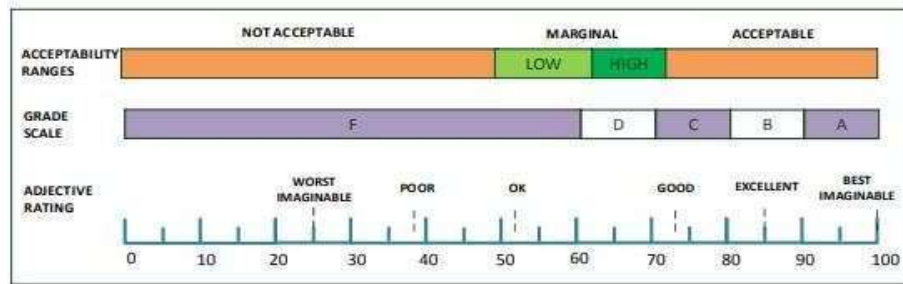 NOT ACCEPTABLE MARGINAL ACCEPTABLE
ACCEPTABILITY RANGES LOW HIGH
GRADE SCALE F D C B A
ADJECTIVE RATING WORST IMAGINABLE POOR OK GOOD EXCELLENT BEST IMAGINABLE
0 10 20 30 40 50 60 70 80 90 100